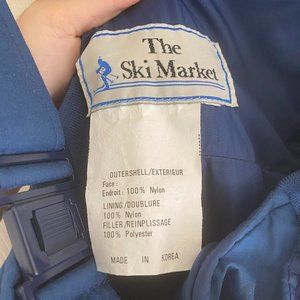 The
Ski Market
OUTERSHELL/EXTERIEUR
Face:
Endroit: 100% Nylon
LINING/DOUBLURE
100% Nylon
FILLER/REINPLISSAGE
100% Polyester
MADE IN KOREA